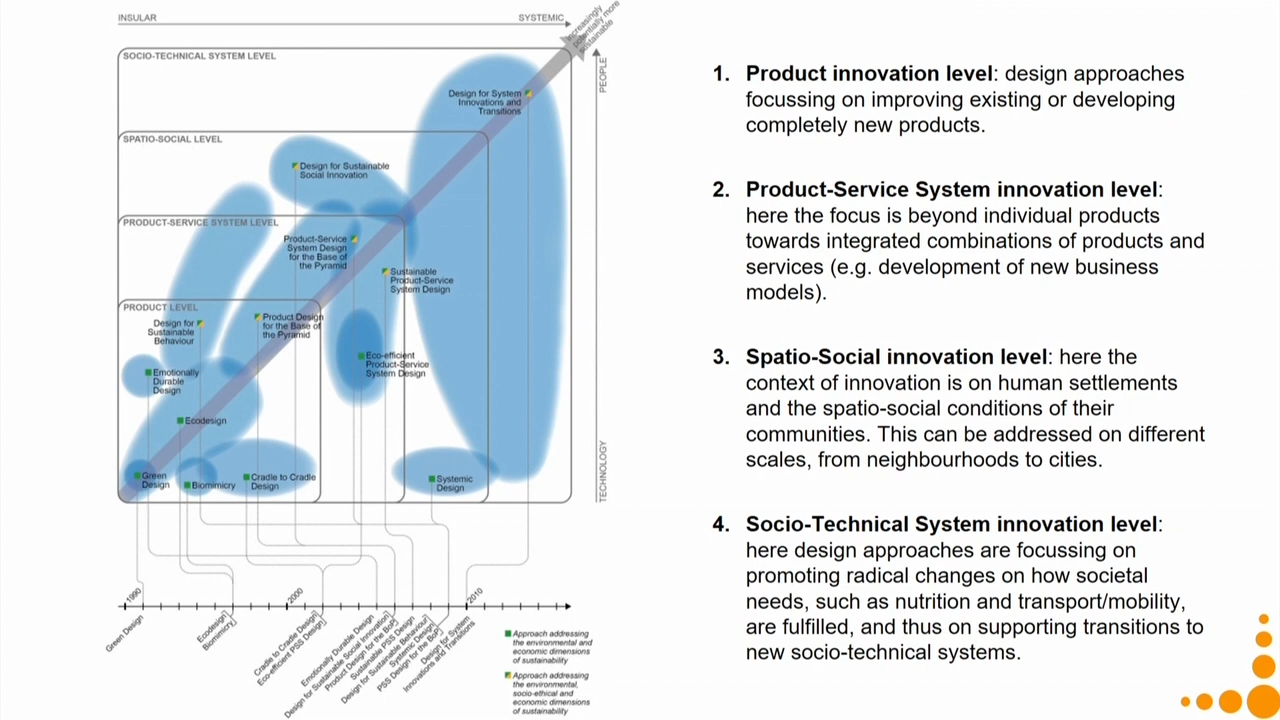 INSULAR
SYSTEMIC
increasingly
potentially more
sustainable
SOCIO-TECHNICAL SYSTEM LEVEL
PEOPLE
Design for System
Innovations and
Transitions
SPATIO-SOCIAL LEVEL
Design for Sustainable
Social Innovation
PRODUCT-SERVICE SYSTEM LEVEL
Product-Service
System Design
for the Base of
the Pyramid
Sustainable
Product-Service
System Design
PRODUCT LEVEL
Design for
Sustainable
Behaviour
Product Design
for the Base of
the Pyramid
Eco-efficient
Product-Service
System Design
Emotionally
Durable
Design
Ecodesign
Green
Design
Biomimicry
Cradle to Cradle
Design
Systemic
Design
TECHNOLOGY
1990
2000
2010
Green Design
Ecodesign
Biomimicry
Cradle to Cradle Design
Eco-efficient PSS Design
Emotionally Durable Design
Design for Sustainable Social Innovation
Product Design for the BoP
Sustainable PSS Design
Design for Sustainable Behaviour
Systemic Design
PSS Design for the BoP
Design for System
Innovations and Transitions
Approach addressing
the environmental and
economic dimensions
of sustainability
Approach addressing
the environmental,
socio-ethical and
economic dimensions
of sustainability
1. Product innovation level: design approaches
focussing on improving existing or developing
completely new products.
2. Product-Service System innovation level:
here the focus is beyond individual products
towards integrated combinations of products and
services (e.g. development of new business
models).
3. Spatio-Social innovation level: here the
context of innovation is on human settlements
and the spatio-social conditions of their
communities. This can be addressed on different
scales, from neighbourhoods to cities.
4. Socio-Technical System innovation level:
here design approaches are focussing on
promoting radical changes on how societal
needs, such as nutrition and transport/mobility,
are fulfilled, and thus on supporting transitions to
new socio-technical systems.